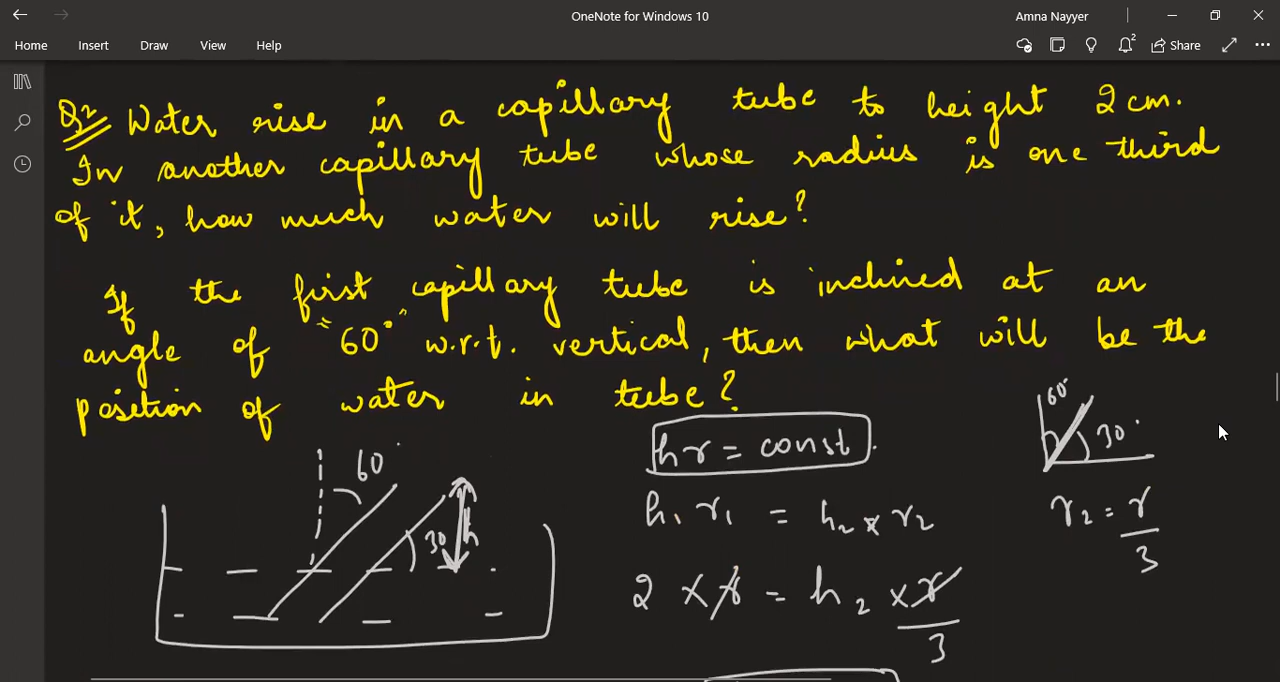 OneNote for Windows 10
Amna Nayyer
Home Insert Draw View Help
2 Share
Q2 Water rise in a capillary tube to height 2 cm.
In another capillary tube whose radius is one third
of it, how much water will rise?
If the first capillary tube is inclined at an
angle of "60°" w.r.t. vertical, then what will be the
position of water in tube?
60°
30°
hr = const.
60°
30 h
h₁ r₁ = h₂ × r₂
r₂ = r/3
2 × r = h₂ × r/3